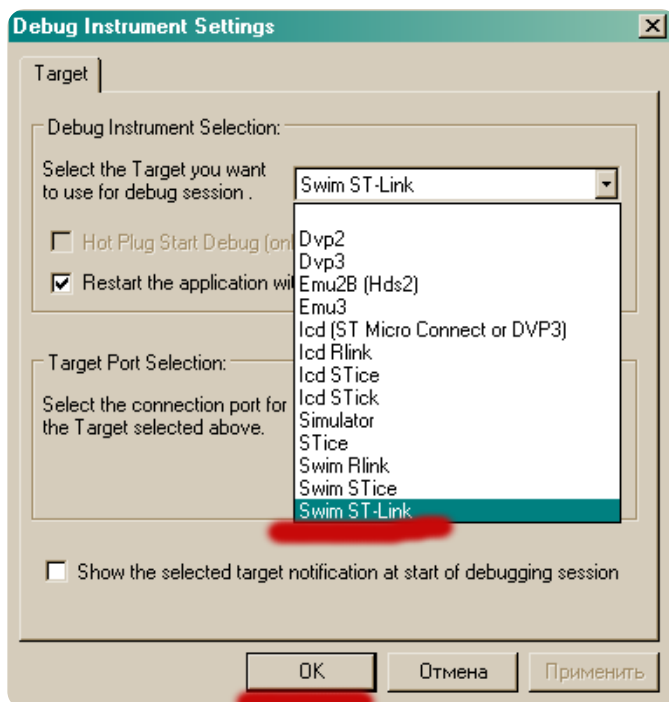 Debug Instrument Settings
Target
Debug Instrument Selection:
Select the Target you want
to use for debug session .
Swim ST-Link
Hot Plug Start Debug (onl
Restart the application wi
Dvp2
Dvp3
Emu2B (Hds2)
Emu3
Icd (ST Micro Connect or DVP3)
Icd Rlink
Icd STice
Icd STick
Simulator
STice
Swim Rlink
Swim STice
Swim ST-Link
Target Port Selection:
Select the connection port for
the Target selected above.
Show the selected target notification at start of debugging session
OK
Отмена
Применить